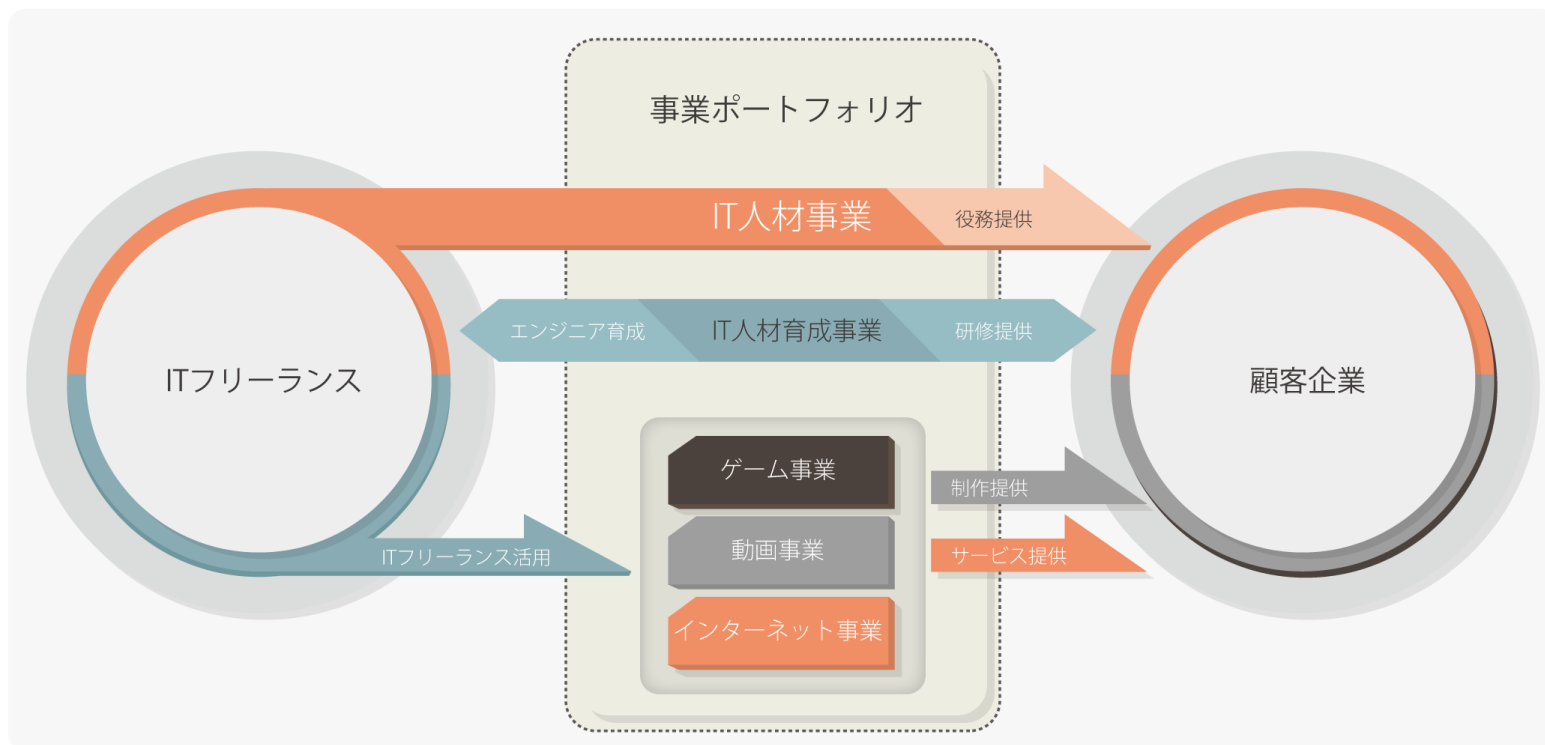 事業ポートフォリオ
IT人材事業
役務提供
エンジニア育成
IT人材育成事業
研修提供
ITフリーランス
顧客企業
ゲーム事業
制作提供
動画事業
ITフリーランス活用
サービス提供
インターネット事業